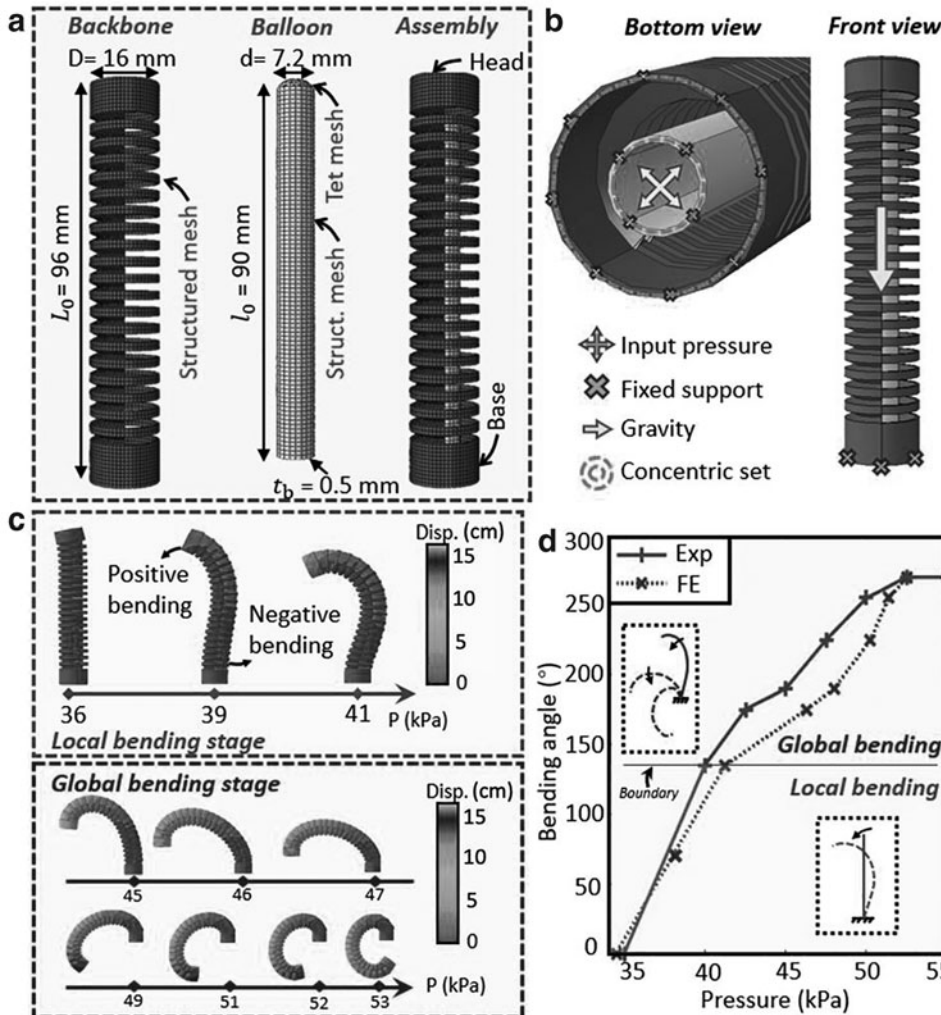 a
Backbone
Balloon
Assembly
D= 16 mm
d= 7.2 mm
Head
L₀ = 96 mm
Structured mesh
l₀ = 90 mm
Tet mesh
Struct. mesh
Base
t_b = 0.5 mm
b
Bottom view
Front view
Input pressure
Fixed support
Gravity
Concentric set
c
Positive
bending
Negative
bending
Disp. (cm)
15
10
5
0
36
39
41
P (kPa)
Local bending stage
Global bending stage
Disp. (cm)
15
10
5
0
45
46
47
49
51
52
53
P (kPa)
d
300
250
200
150
100
50
0
Bending angle (°)
Exp
FE
Global bending
Boundary
Local bending
35
40
45
50
55
Pressure (kPa)